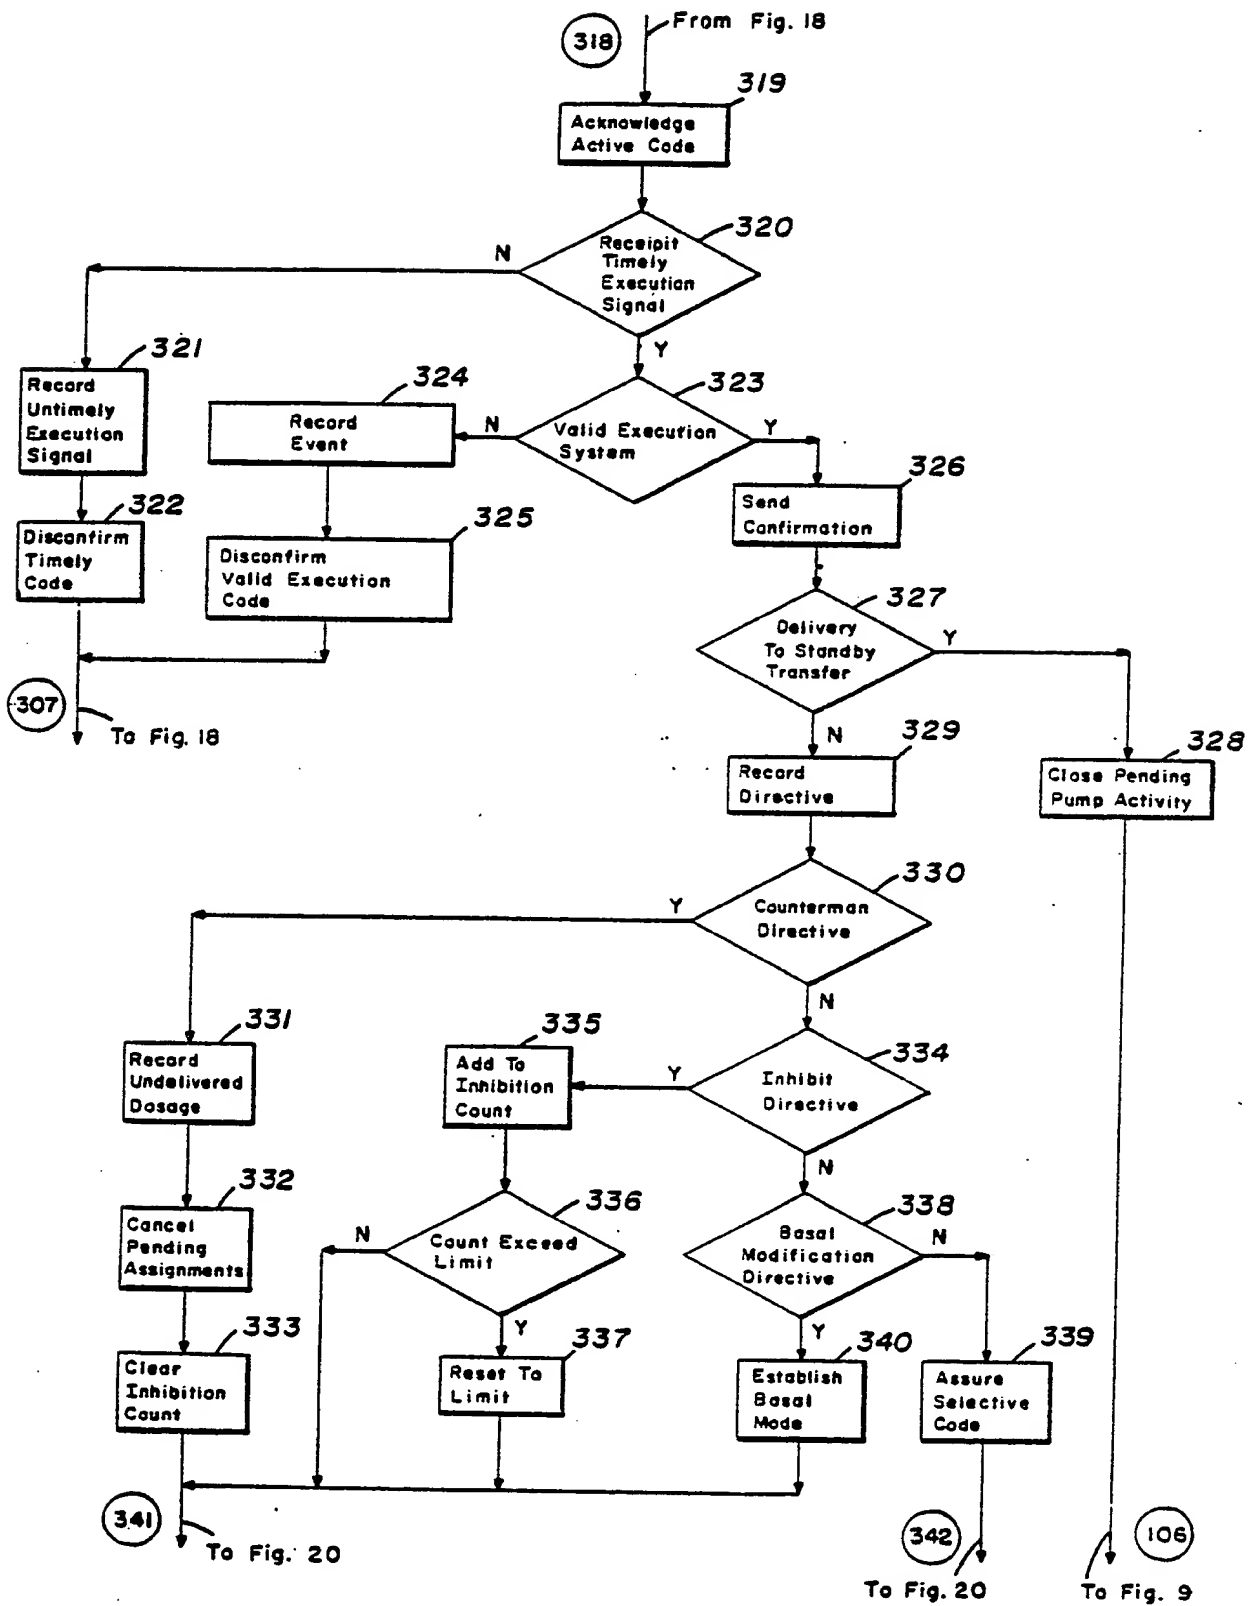 From Fig. 18
318
319
Acknowledge
Active Code
320
Receipit
Timely
Execution
Signal
N
Y
321
Record
Untimely
Execution
Signal
322
Disconfirm
Timely
Code
324
Record
Event
N
323
Valid Execution
System
Y
325
Disconfirm
Valid Execution
Code
326
Send
Confirmation
327
Delivery
To Standby
Transfer
Y
N
307
To Fig. 18
329
Record
Directive
328
Close Pending
Pump Activity
330
Counterman
Directive
Y
N
331
Record
Undelivered
Dosage
335
Add To
Inhibition
Count
Y
334
Inhibit
Directive
N
332
Cancel
Pending
Assignments
336
Count Exceed
Limit
N
Y
338
Basal
Modification
Directive
N
Y
333
Clear
Inhibition
Count
337
Reset To
Limit
340
Establish
Basal
Mode
339
Assure
Selective
Code
341
To Fig. 20
342
To Fig. 20
106
To Fig. 9